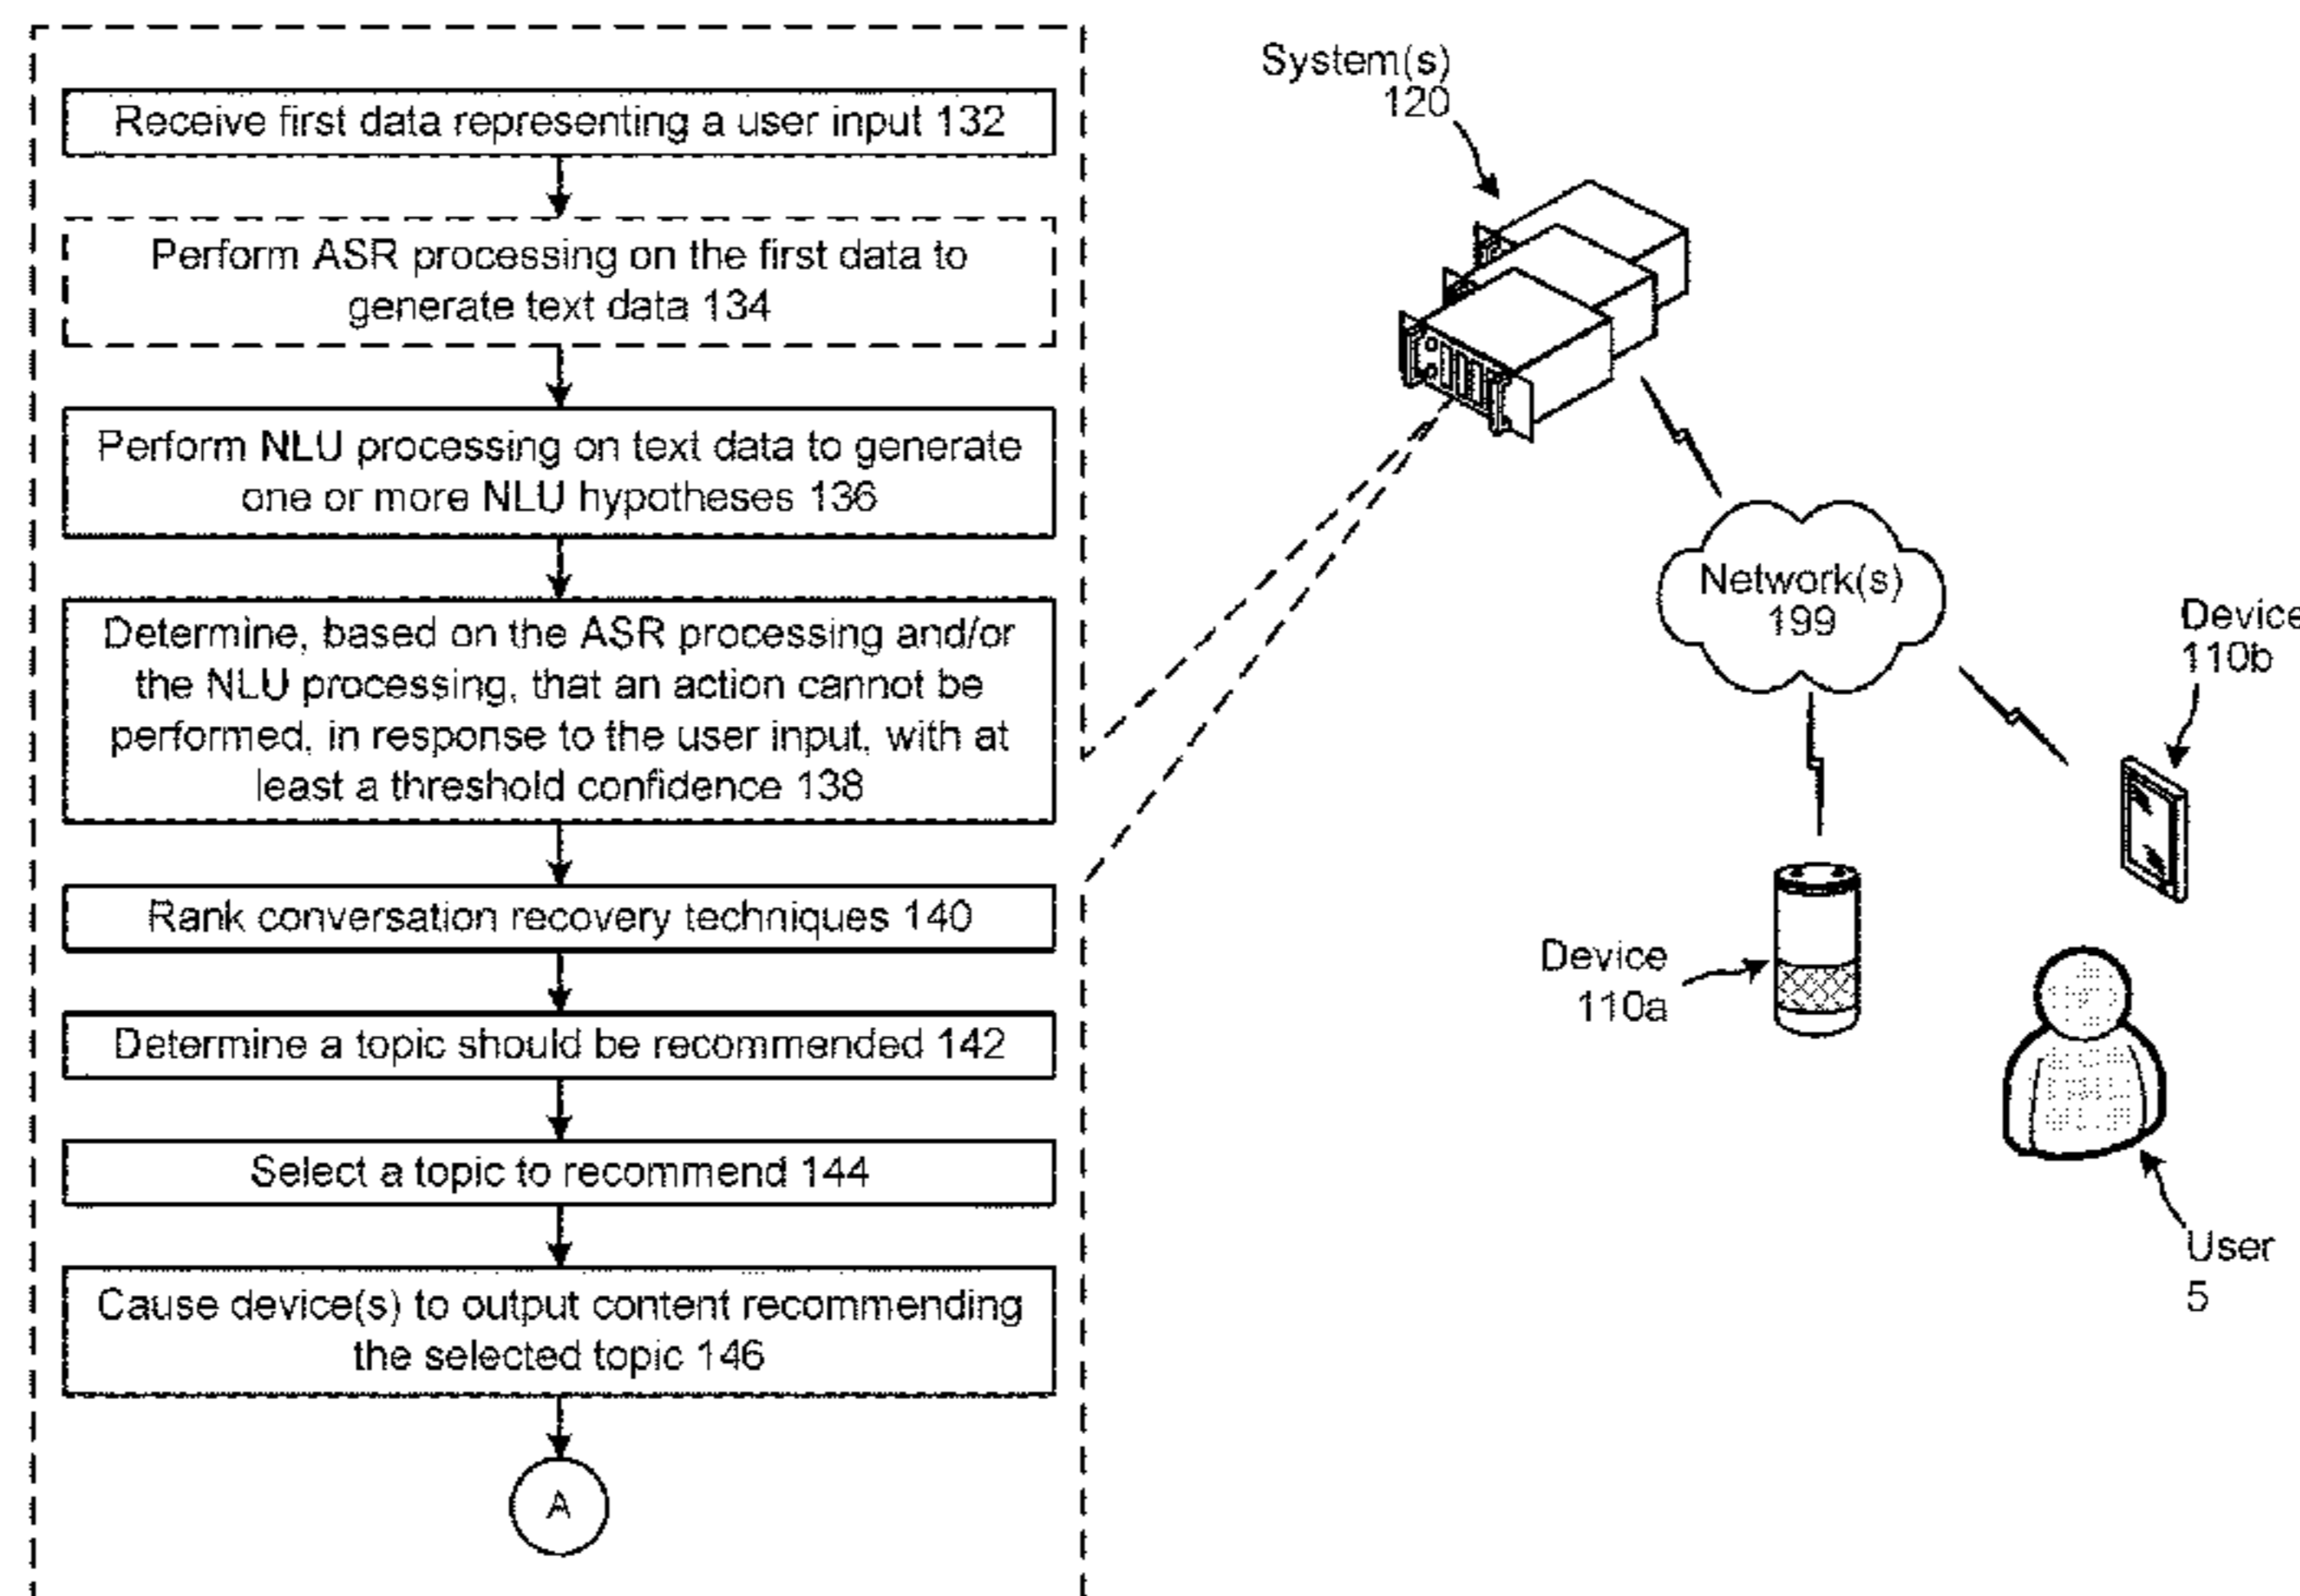 Receive first data representing a user input 132
Perform ASR processing on the first data to
generate text data 134
Perform NLU processing on text data to generate
one or more NLU hypotheses 136
Determine, based on the ASR processing and/or
the NLU processing, that an action cannot be
performed, in response to the user input, with at
least a threshold confidence 138
Rank conversation recovery techniques 140
Determine a topic should be recommended 142
Select a topic to recommend 144
Cause device(s) to output content recommending
the selected topic 146
A
System(s)
120
Network(s)
199
Device
110b
Device
110a
User
5